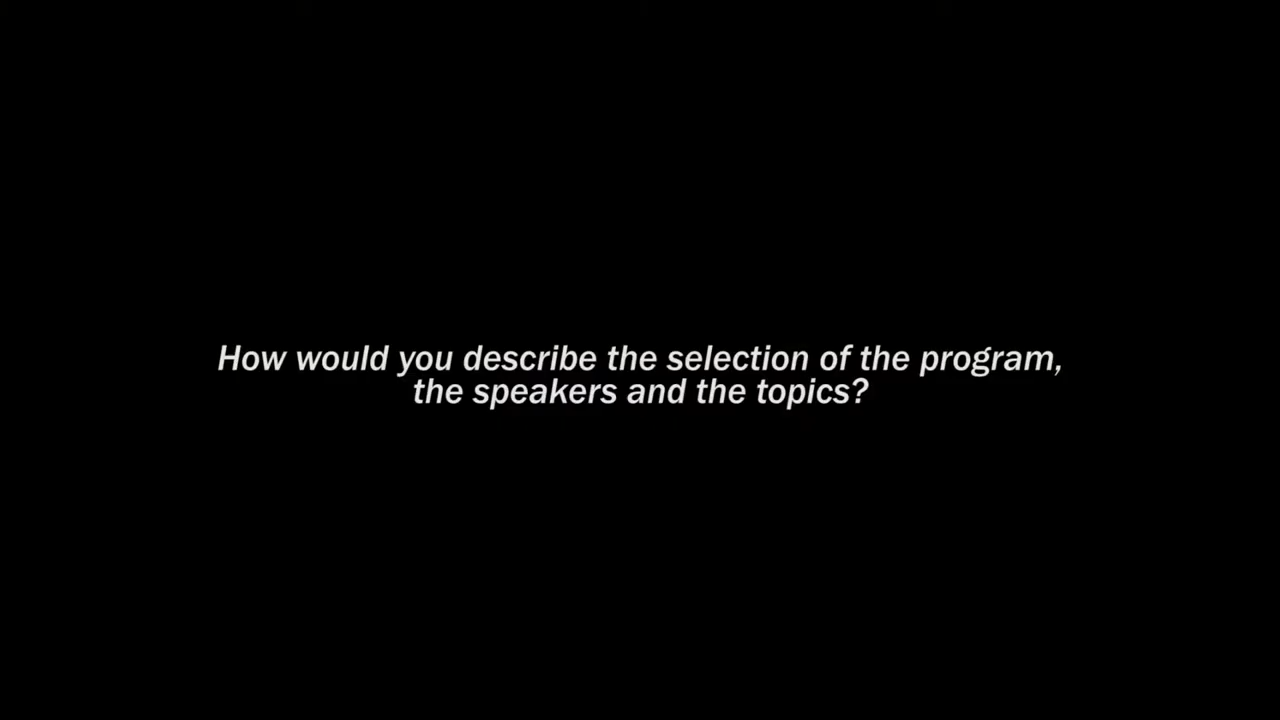 How would you describe the selection of the program,
the speakers and the topics?